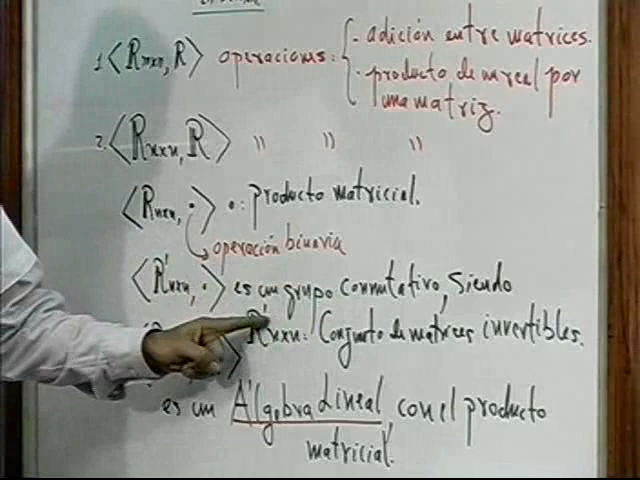 1. ⟨Rmxn, R⟩ operaciones: { - adición entre matrices.
- producto de un real por
una matriz.
2. ⟨Rnxn, R⟩ " " "
⟨Rnxn, •⟩ •: producto matricial.
operación binaria
⟨R'nxn, •⟩ es un grupo conmutativo, siendo
R'nxn: Conjunto de matrices invertibles.
es un Álgebra Lineal, con el producto
matricial.